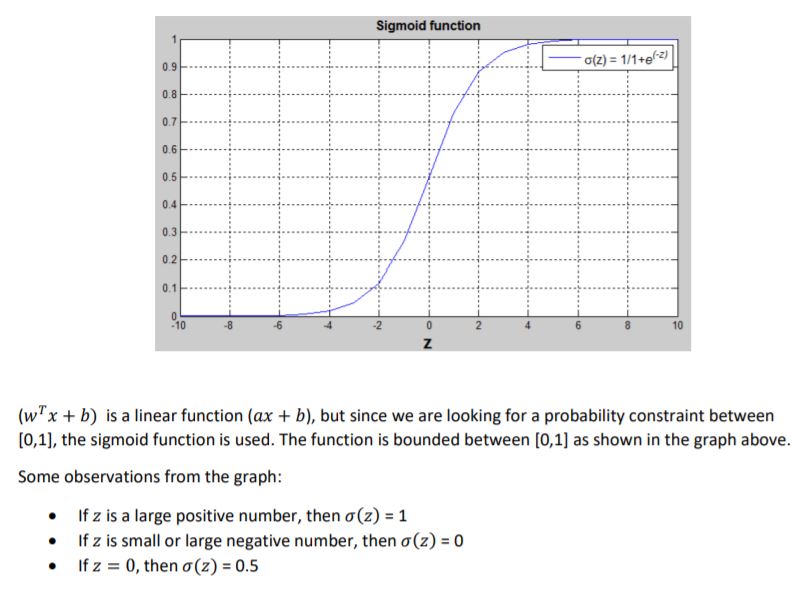 Sigmoid function
σ(z) = 1/1+e^(-z)
1
0.9
0.8
0.7
0.6
0.5
0.4
0.3
0.2
0.1
0
-10 -8 -6 -4 -2 0 2 4 6 8 10
z
(wᵀx + b) is a linear function (ax + b), but since we are looking for a probability constraint between
[0,1], the sigmoid function is used. The function is bounded between [0,1] as shown in the graph above.
Some observations from the graph:
• If z is a large positive number, then σ(z) = 1
• If z is small or large negative number, then σ(z) = 0
• If z = 0, then σ(z) = 0.5